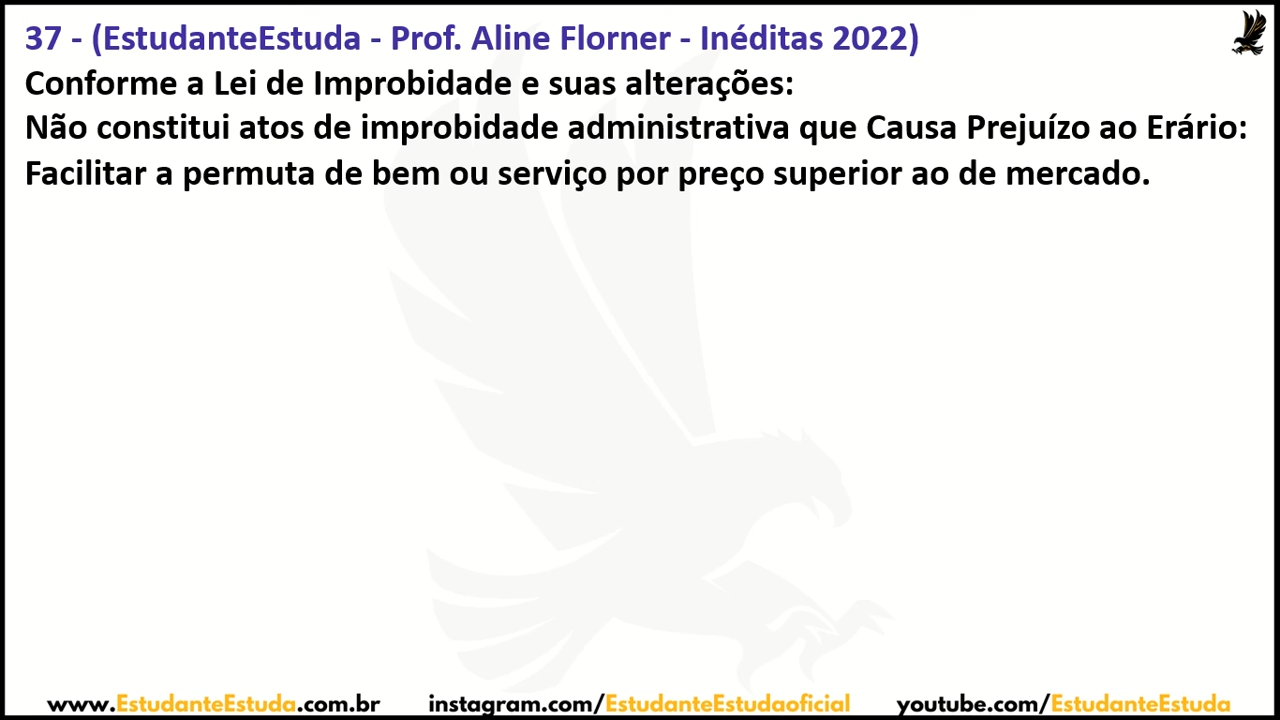 37 - (EstudanteEstuda - Prof. Aline Florner - Inéditas 2022)
Conforme a Lei de Improbidade e suas alterações:
Não constitui atos de improbidade administrativa que Causa Prejuízo ao Erário:
Facilitar a permuta de bem ou serviço por preço superior ao de mercado.
www.EstudanteEstuda.com.br instagram.com/EstudanteEstudaoficial youtube.com/EstudanteEstuda